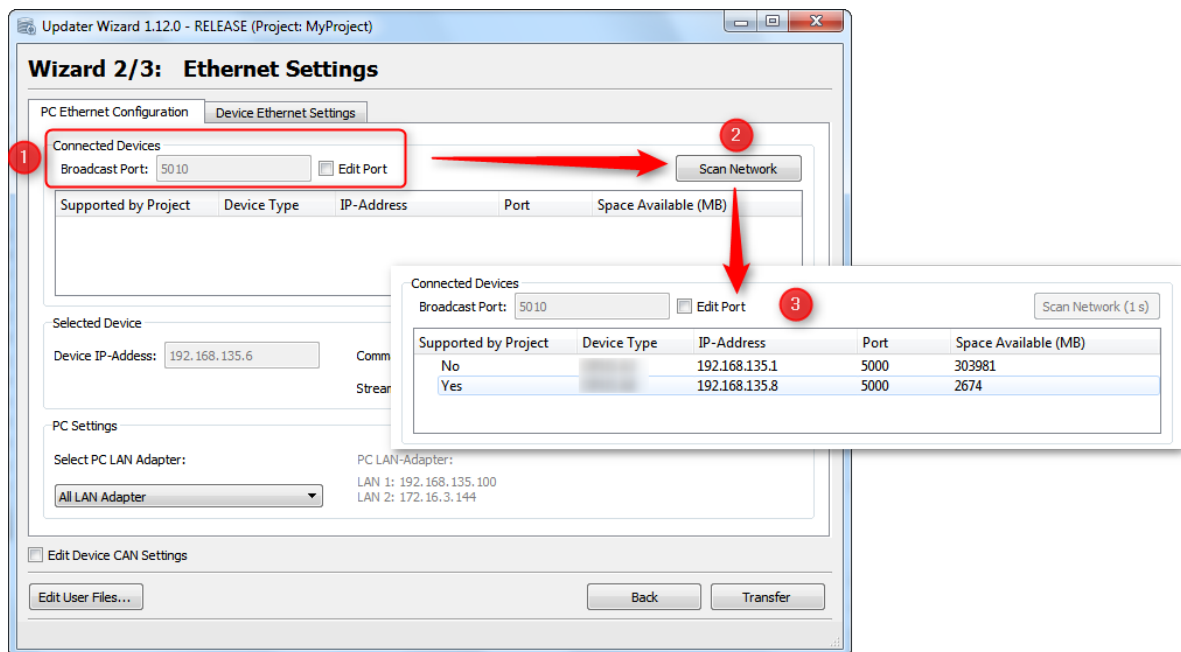 Updater Wizard 1.12.0 - RELEASE (Project: MyProject)
Wizard 2/3: Ethernet Settings
PC Ethernet Configuration Device Ethernet Settings
1
Connected Devices
2
Broadcast Port: 5010 Edit Port Scan Network
Supported by Project Device Type IP-Address Port Space Available (MB)
Connected Devices
Broadcast Port: 5010 Edit Port 3 Scan Network (1 s)
Supported by Project Device Type IP-Address Port Space Available (MB)
No 192.168.135.1 5000 303981
Yes 192.168.135.8 5000 2674
Selected Device
Device IP-Addess: 192.168.135.6 Comm
Strear
PC Settings
Select PC LAN Adapter: PC LAN-Adapter:
LAN 1: 192.168.135.100
All LAN Adapter LAN 2: 172.16.3.144
Edit Device CAN Settings
Edit User Files... Back Transfer